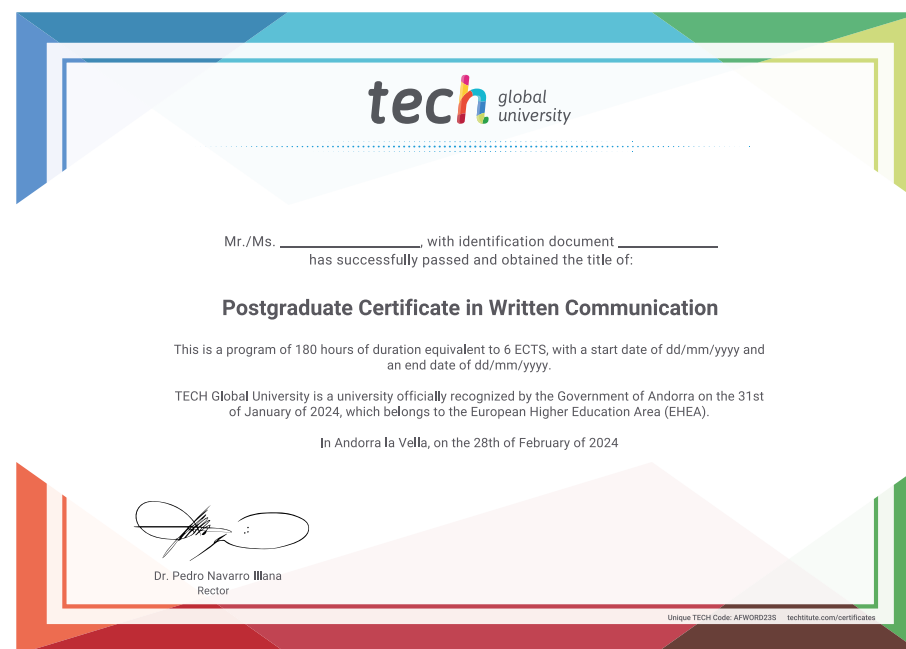 tech global
university
Mr./Ms. ____________, with identification document ____________
has successfully passed and obtained the title of:
Postgraduate Certificate in Written Communication
This is a program of 180 hours of duration equivalent to 6 ECTS, with a start date of dd/mm/yyyy and
an end date of dd/mm/yyyy.
TECH Global University is a university officially recognized by the Government of Andorra on the 31st
of January of 2024, which belongs to the European Higher Education Area (EHEA).
In Andorra la Vella, on the 28th of February of 2024
Dr. Pedro Navarro Illana
Rector
Unique TECH Code: AFWORD23S techtitute.com/certificates